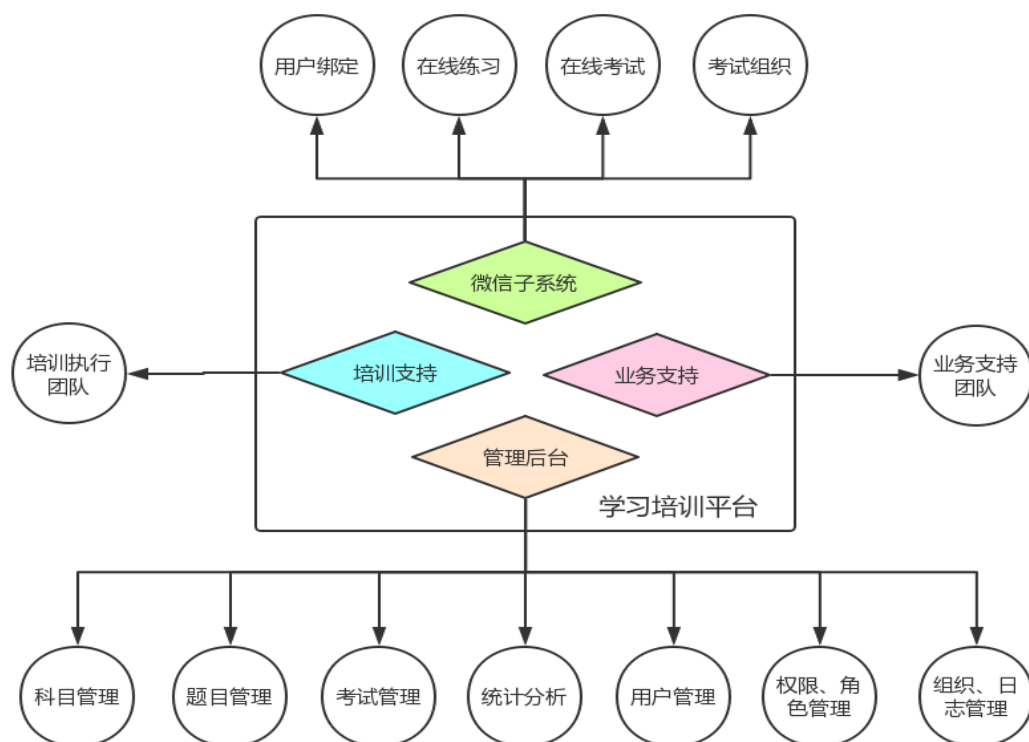 用户绑定
在线练习
在线考试
考试组织
微信子系统
培训执行
团队
培训支持
业务支持
业务支持
团队
管理后台
学习培训平台
科目管理
题目管理
考试管理
统计分析
用户管理
权限、角
色管理
组织、日
志管理